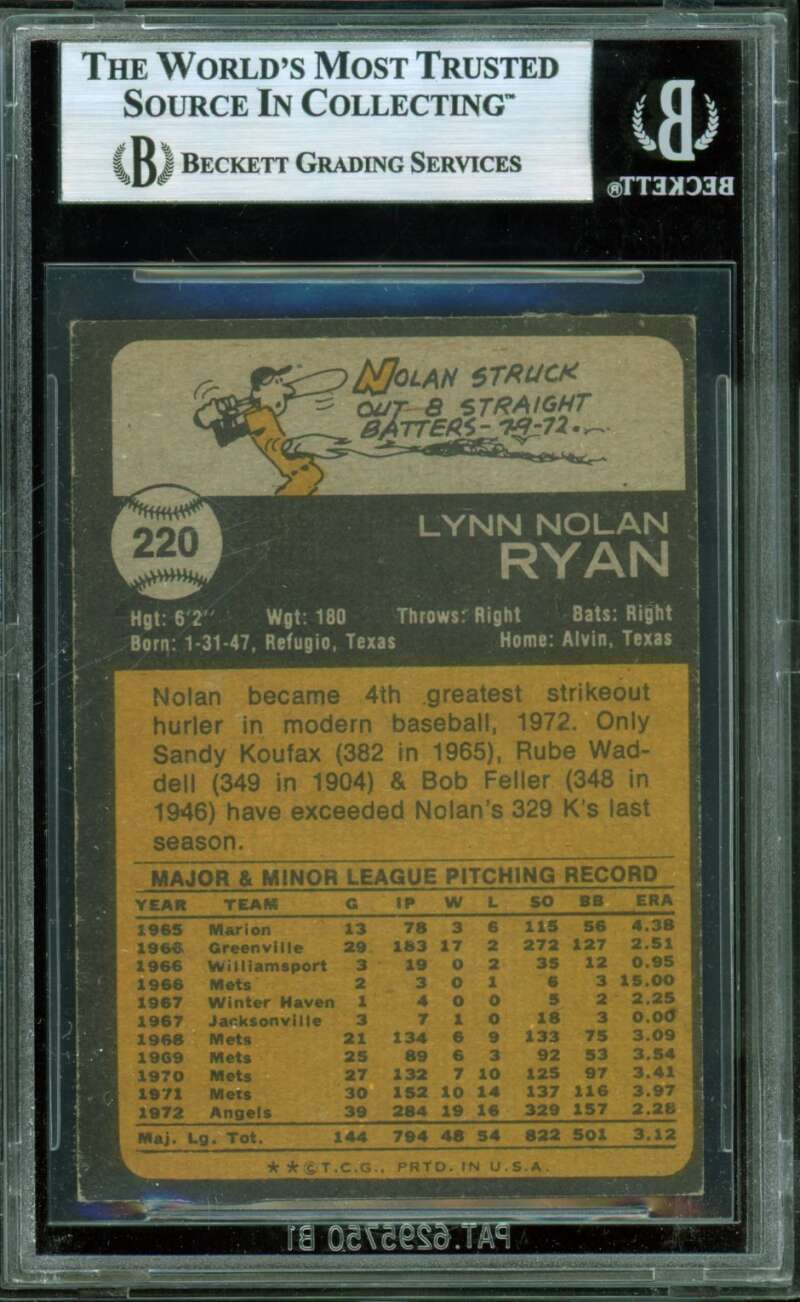 THE WORLD'S MOST TRUSTED
SOURCE IN COLLECTING™
B BECKETT GRADING SERVICES
B
BECKETT®
NOLAN STRUCK
OUT 8 STRAIGHT
BATTERS-7-9-72.
220
LYNN NOLAN
RYAN
Hgt: 6'2" Wgt: 180 Throws: Right Bats: Right
Born: 1-31-47, Refugio, Texas Home: Alvin, Texas
Nolan became 4th greatest strikeout
hurler in modern baseball, 1972. Only
Sandy Koufax (382 in 1965), Rube Wad-
dell (349 in 1904) & Bob Feller (348 in
1946) have exceeded Nolan's 329 K's last
season.
MAJOR & MINOR LEAGUE PITCHING RECORD
YEAR TEAM G IP W L SO BB ERA
1965 Marion 13 78 3 6 115 56 4.38
1966 Greenville 29 183 17 2 272 127 2.51
1966 Williamsport 3 19 0 2 35 12 0.95
1966 Mets 2 3 0 1 6 3 15.00
1967 Winter Haven 1 4 0 0 5 2 2.25
1967 Jacksonville 3 7 1 0 18 3 0.00
1968 Mets 21 134 6 9 133 75 3.09
1969 Mets 25 89 6 3 92 53 3.54
1970 Mets 27 132 7 10 125 97 3.41
1971 Mets 30 152 10 14 137 116 3.97
1972 Angels 39 284 19 16 329 157 2.28
Maj. Lg. Tot. 144 794 48 54 822 501 3.12
**©T.C.G., PRTD. IN U.S.A.
PAT.6295750 B1